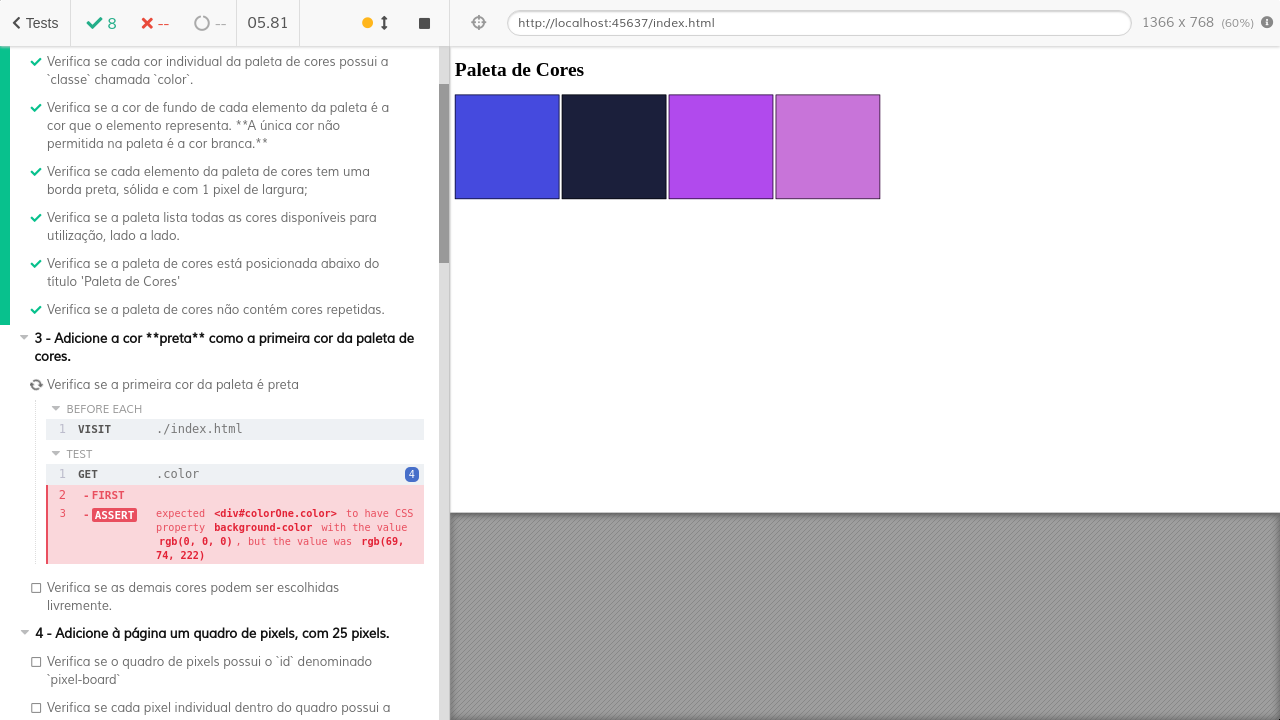 Tests
8
--
--
05.81
http://localhost:45637/index.html
1366 x 768 (60%)
Verifica se cada cor individual da paleta de cores possui a
`classe` chamada `color`.
Verifica se a cor de fundo de cada elemento da paleta é a
cor que o elemento representa. **A única cor não
permitida na paleta é a cor branca.**
Verifica se cada elemento da paleta de cores tem uma
borda preta, sólida e com 1 pixel de largura;
Verifica se a paleta lista todas as cores disponíveis para
utilização, lado a lado.
Verifica se a paleta de cores está posicionada abaixo do
título 'Paleta de Cores'
Verifica se a paleta de cores não contém cores repetidas.
3 - Adicione a cor **preta** como a primeira cor da paleta de
cores.
Verifica se a primeira cor da paleta é preta
BEFORE EACH
1 VISIT ./index.html
TEST
1 GET .color 4
2 -FIRST
3 -ASSERT expected <div#colorOne.color> to have CSS
property background-color with the value
rgb(0, 0, 0), but the value was rgb(69,
74, 222)
Verifica se as demais cores podem ser escolhidas
livremente.
4 - Adicione à página um quadro de pixels, com 25 pixels.
Verifica se o quadro de pixels possui o `id` denominado
`pixel-board`
Verifica se cada pixel individual dentro do quadro possui a
Paleta de Cores